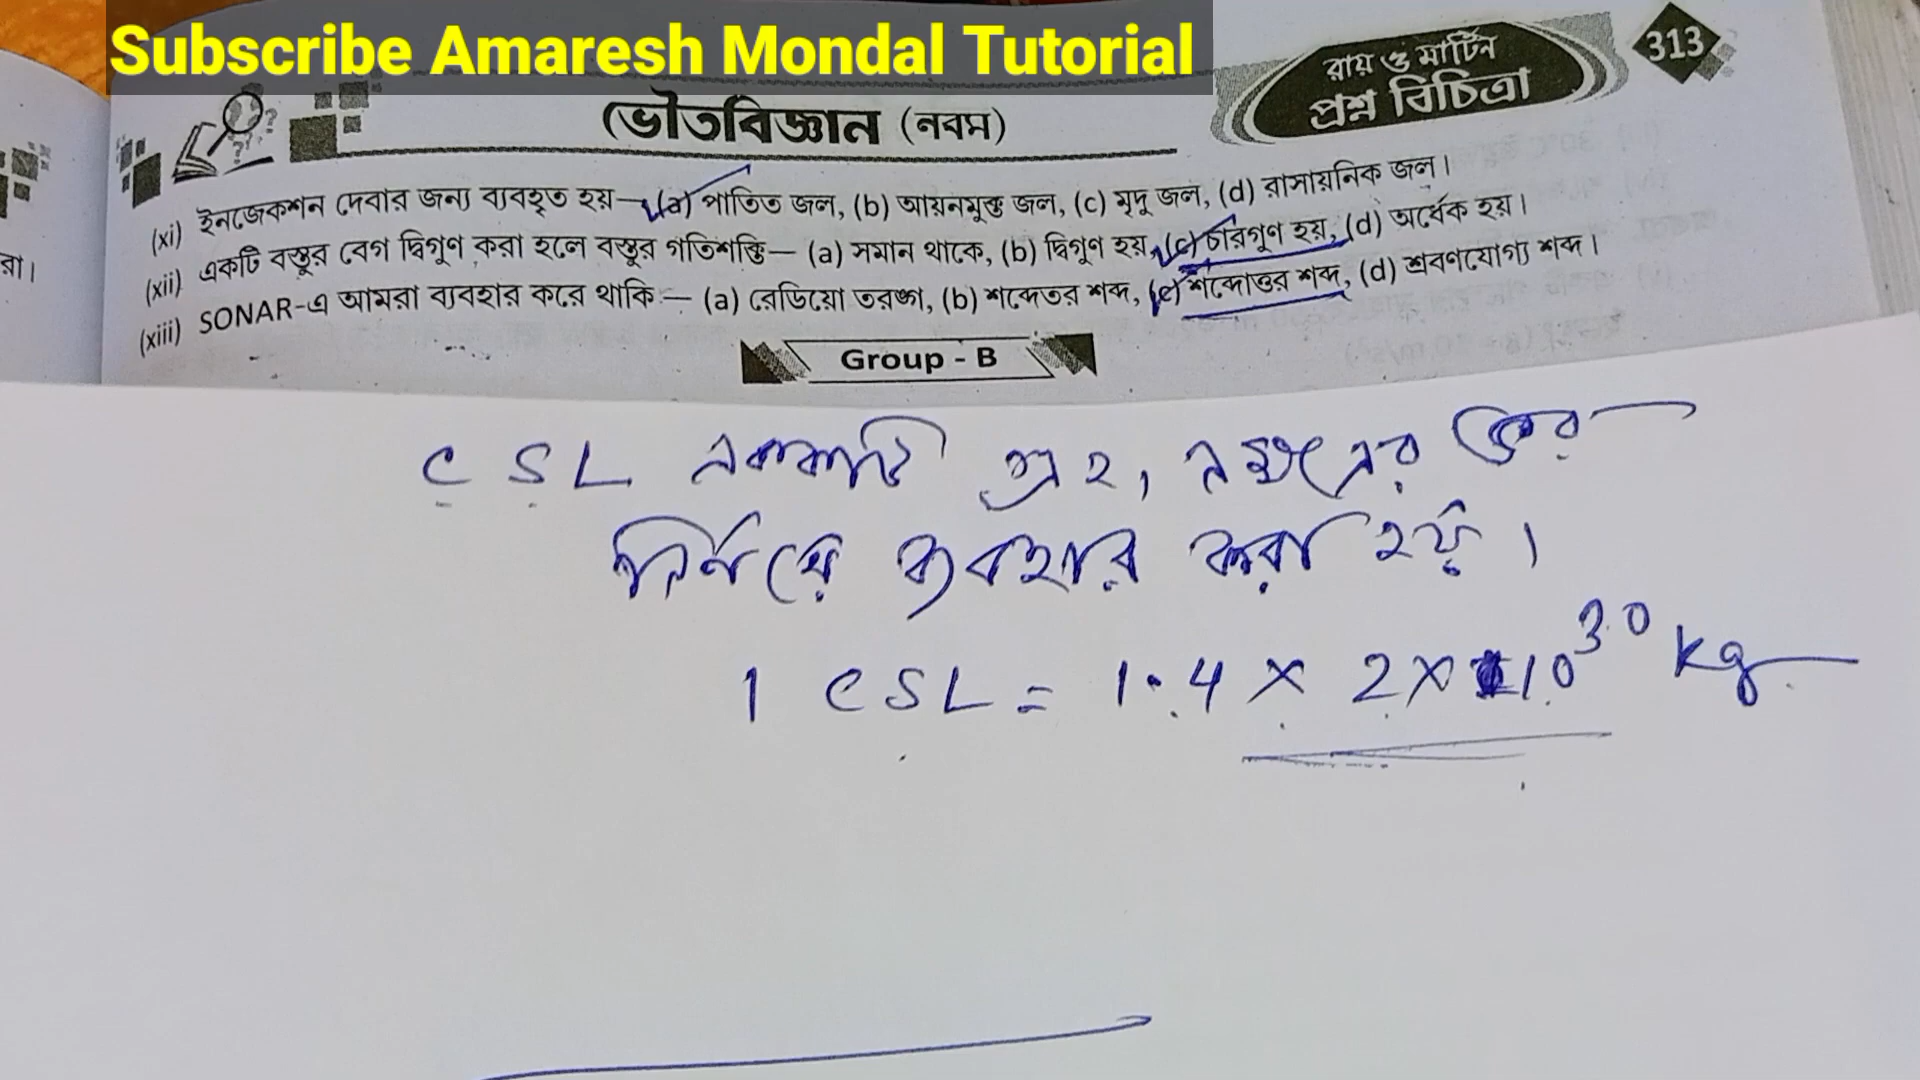 Subscribe Amaresh Mondal Tutorial
রায় ও মার্টিন
প্রশ্ন বিচিত্রা
313
ভৌতবিজ্ঞান (নবম)
(xi) ইনজেকশন দেবার জন্য ব্যবহৃত হয়— (a) পাতিত জল, (b) আয়নমুক্ত জল, (c) মৃদু জল, (d) রাসায়নিক জল।
(xii) একটি বস্তুর বেগ দ্বিগুণ করা হলে বস্তুর গতিশক্তি— (a) সমান থাকে, (b) দ্বিগুণ হয়, (c) চারগুণ হয়, (d) অর্ধেক হয়।
(xiii) SONAR-এ আমরা ব্যবহার করে থাকি— (a) রেডিয়ো তরঙ্গ, (b) শব্দেতর শব্দ, (c) শব্দোত্তর শব্দ, (d) শ্রবণযোগ্য শব্দ।
রা।
Group - B
CSL এককটি গ্রহ, নক্ষত্রের ভর
নির্ণয়ে ব্যবহার করা হয়।
1 CSL = 1.4 × 2 × 10³⁰ kg